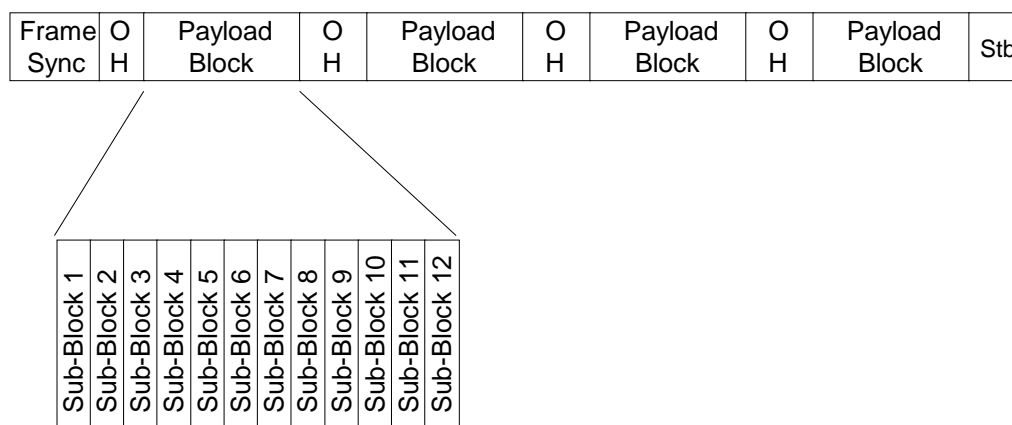 Frame Sync
O H
Payload Block
O H
Payload Block
O H
Payload Block
O H
Payload Block
Stb
Sub-Block 1
Sub-Block 2
Sub-Block 3
Sub-Block 4
Sub-Block 5
Sub-Block 6
Sub-Block 7
Sub-Block 8
Sub-Block 9
Sub-Block 10
Sub-Block 11
Sub-Block 12